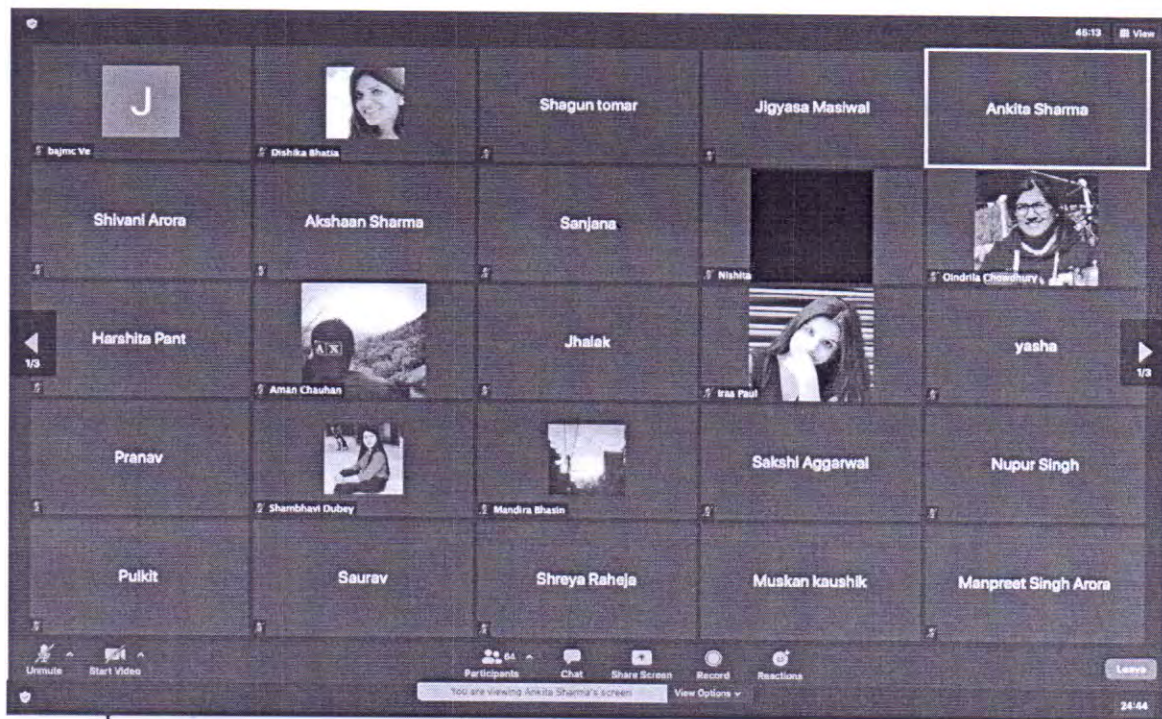 46:13 View
J
bajmc Ve
Dishika Bhatia
Shagun tomar
Jigyasa Masiwal
Ankita Sharma
Shivani Arora
Akshaan Sharma
Sanjana
Nishita
Oindrila Chowdhury
Harshita Pant
A X
Aman Chauhan
Jhalak
Iraa Paul
yasha
1/3
1/3
Pranav
Shambhavi Dubey
Mandira Bhasin
Sakshi Aggarwal
Nupur Singh
Pulkit
Saurav
Shreya Raheja
Muskan kaushik
Manpreet Singh Arora
Unmute
Start Video
64
Participants
Chat
Share Screen
Record
Reactions
Leave
You are viewing Ankita Sharma's screen
View Options
24:44